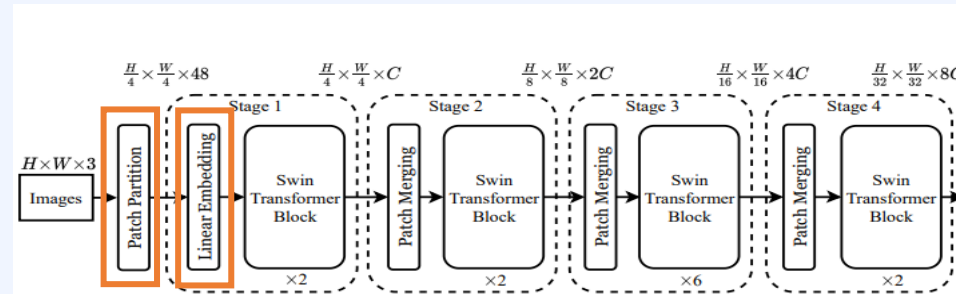 H/4 × W/4 × 48
H/4 × W/4 × C
H/8 × W/8 × 2C
H/16 × W/16 × 4C
H/32 × W/32 × 8C
Stage 1
Stage 2
Stage 3
Stage 4
H×W×3
Images
Patch Partition
Linear Embedding
Swin
Transformer
Block
×2
Patch Merging
Swin
Transformer
Block
×2
Patch Merging
Swin
Transformer
Block
×6
Patch Merging
Swin
Transformer
Block
×2